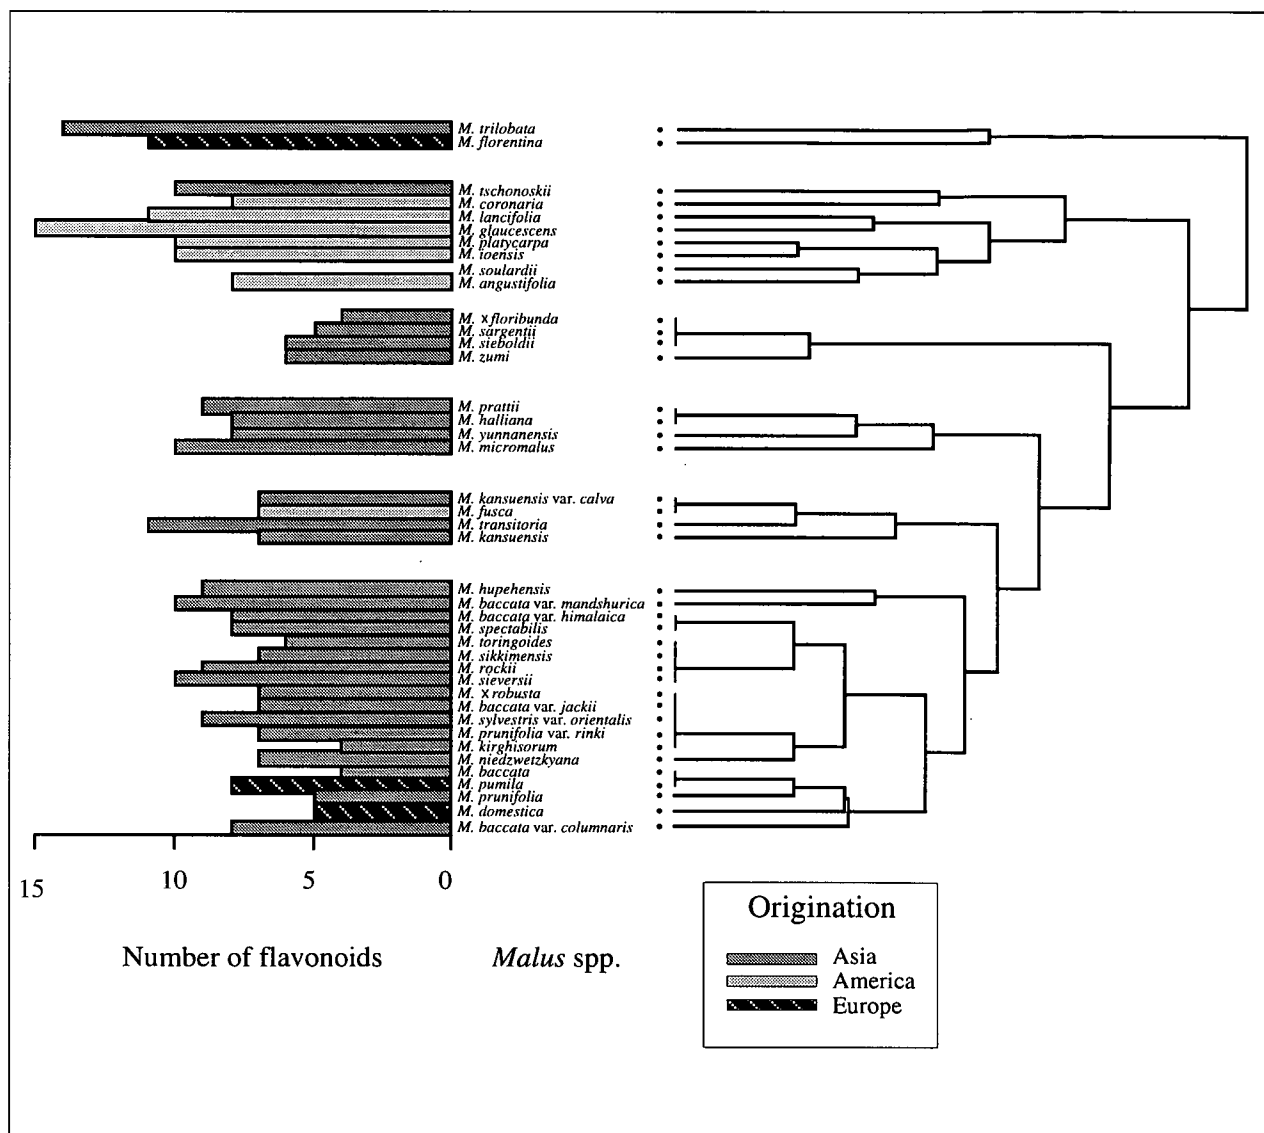 M. trilobata
M. florentina
M. tschonoskii
M. coronaria
M. lancifolia
M. glaucescens
M. platycarpa
M. ioensis
M. soulardii
M. angustifolia
M. x floribunda
M. sargentii
M. sieboldii
M. zumi
M. prattii
M. halliana
M. yunnanensis
M. micromalus
M. kansuensis var. calva
M. fusca
M. transitoria
M. kansuensis
M. hupehensis
M. baccata var. mandshurica
M. baccata var. himalaica
M. spectabilis
M. toringoides
M. sikkimensis
M. rockii
M. sieversii
M. x robusta
M. baccata var. jackii
M. sylvestris var. orientalis
M. prunifolia var. rinki
M. kirghisorum
M. niedzwetzkyana
M. baccata
M. pumila
M. prunifolia
M. domestica
M. baccata var. columnaris
15 10 5 0
Number of flavonoids Malus spp.
Origination
Asia
America
Europe